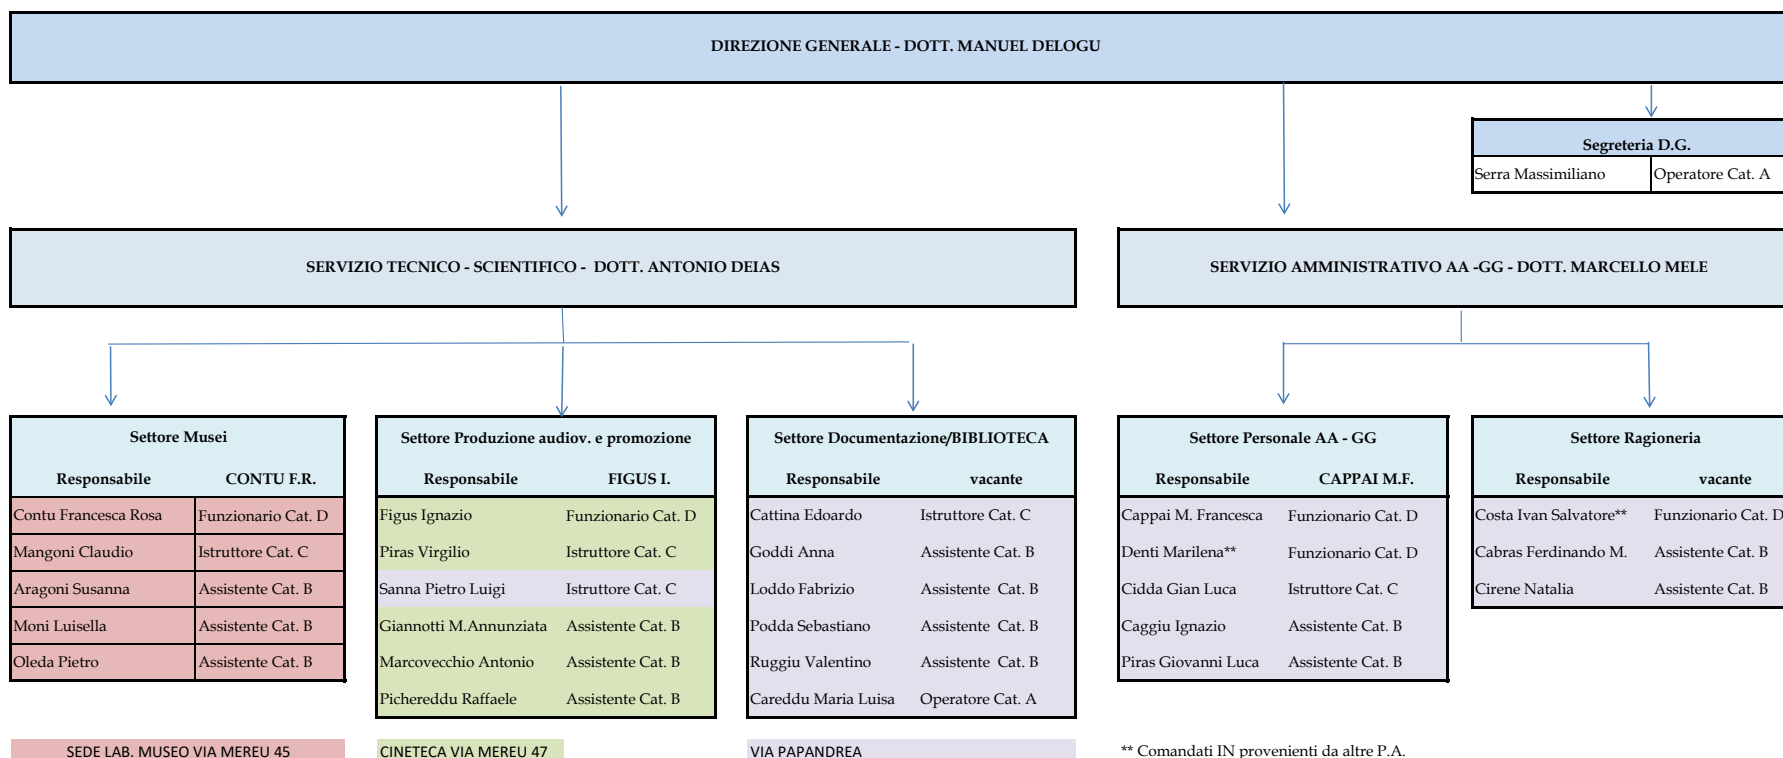 DIREZIONE GENERALE - DOTT. MANUEL DELOGU
Segreteria D.G.
Serra Massimiliano Operatore Cat. A
SERVIZIO TECNICO - SCIENTIFICO - DOTT. ANTONIO DEIAS
SERVIZIO AMMINISTRATIVO AA -GG - DOTT. MARCELLO MELE
Settore Musei
Responsabile CONTU F.R.
Contu Francesca Rosa Funzionario Cat. D
Mangoni Claudio Istruttore Cat. C
Aragoni Susanna Assistente Cat. B
Moni Luisella Assistente Cat. B
Oleda Pietro Assistente Cat. B
Settore Produzione audiov. e promozione
Responsabile FIGUS I.
Figus Ignazio Funzionario Cat. D
Piras Virgilio Istruttore Cat. C
Sanna Pietro Luigi Istruttore Cat. C
Giannotti M.Annunziata Assistente Cat. B
Marcovecchio Antonio Assistente Cat. B
Pichereddu Raffaele Assistente Cat. B
Settore Documentazione/BIBLIOTECA
Responsabile vacante
Cattina Edoardo Istruttore Cat. C
Goddi Anna Assistente Cat. B
Loddo Fabrizio Assistente Cat. B
Podda Sebastiano Assistente Cat. B
Ruggiu Valentino Assistente Cat. B
Careddu Maria Luisa Operatore Cat. A
Settore Personale AA - GG
Responsabile CAPPAI M.F.
Cappai M. Francesca Funzionario Cat. D
Denti Marilena** Funzionario Cat. D
Cidda Gian Luca Istruttore Cat. C
Caggiu Ignazio Assistente Cat. B
Piras Giovanni Luca Assistente Cat. B
Settore Ragioneria
Responsabile vacante
Costa Ivan Salvatore** Funzionario Cat. D
Cabras Ferdinando M. Assistente Cat. B
Cirene Natalia Assistente Cat. B
SEDE LAB. MUSEO VIA MEREU 45
CINETECA VIA MEREU 47
VIA PAPANDREA
** Comandati IN provenienti da altre P.A.